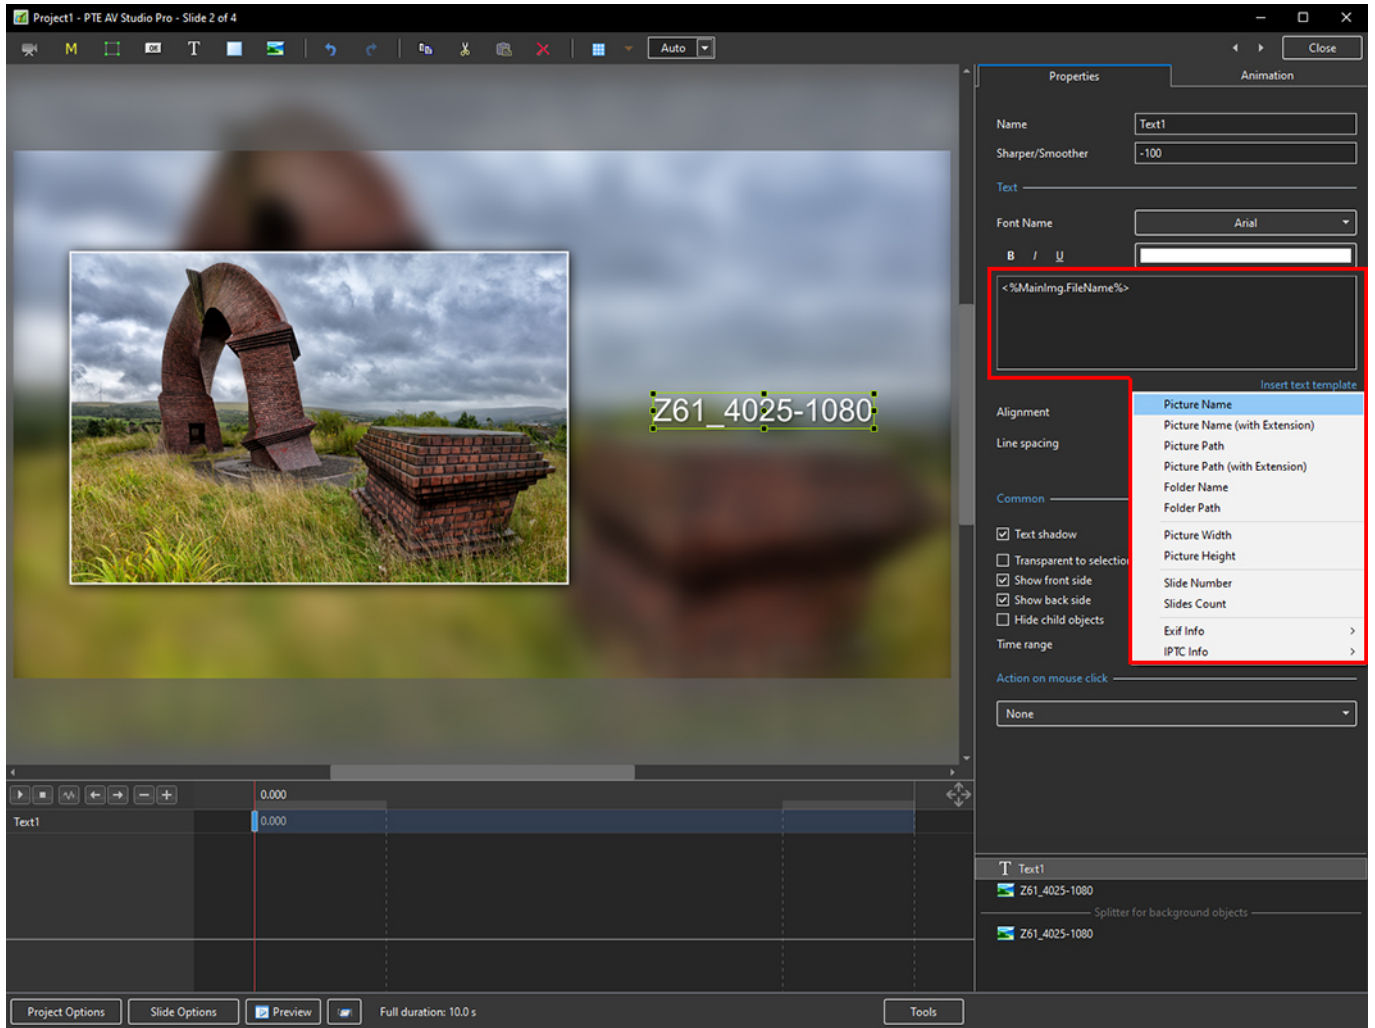 Project1 - PTE AV Studio Pro - Slide 2 of 4
M OK T Auto Close
Properties Animation
Name Text1
Sharper/Smoother -100
Text
Font Name Arial
B I U
<%MainImg.FileName%>
Insert text template
Z61_4025-1080
Alignment
Line spacing
Picture Name
Picture Name (with Extension)
Picture Path
Picture Path (with Extension)
Folder Name
Folder Path
Picture Width
Picture Height
Slide Number
Slides Count
Exif Info
IPTC Info
Common
Text shadow
Transparent to selection
Show front side
Show back side
Hide child objects
Time range
Action on mouse click
None
0.000
Text1 0.000
T Text1
Z61_4025-1080
Splitter for background objects
Z61_4025-1080
Project Options Slide Options Preview Full duration: 10.0 s Tools